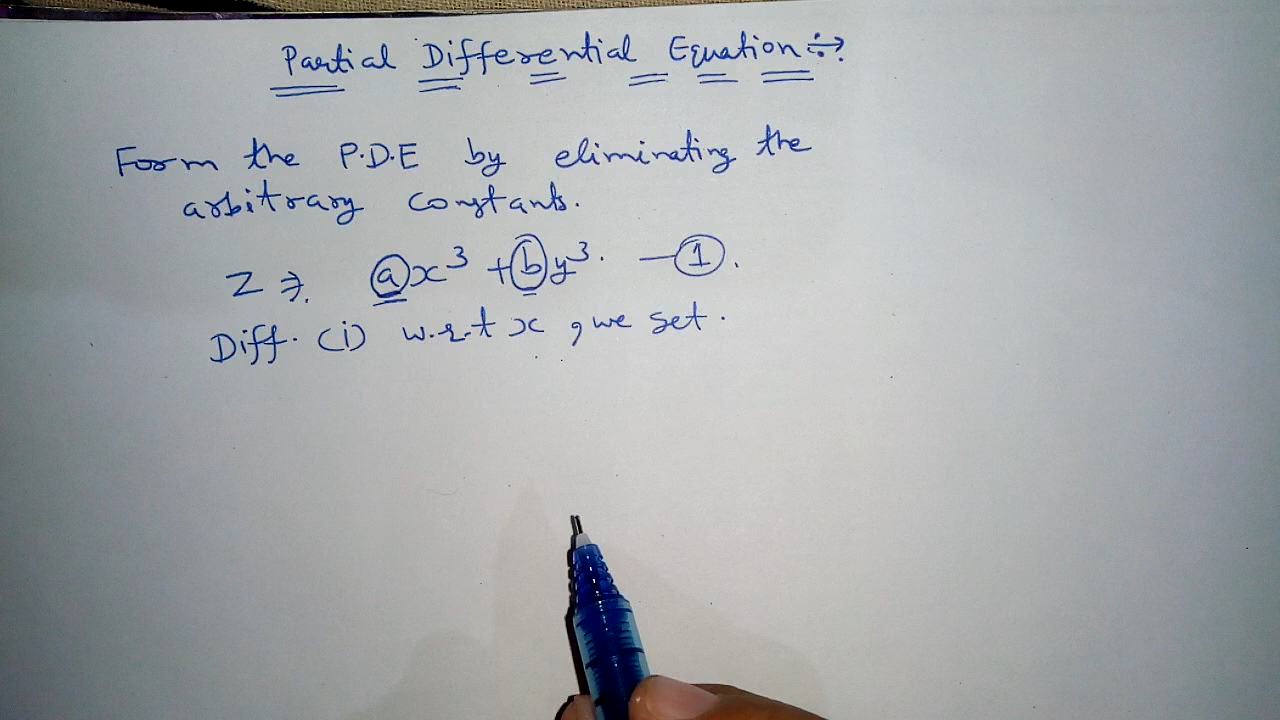 Partial Differential Equation÷→?
Form the P.D.E by eliminating the
arbitrary constants.
Z ⇒. ax³ + by³. —①.
Diff. (i) w.r.t x , we get.